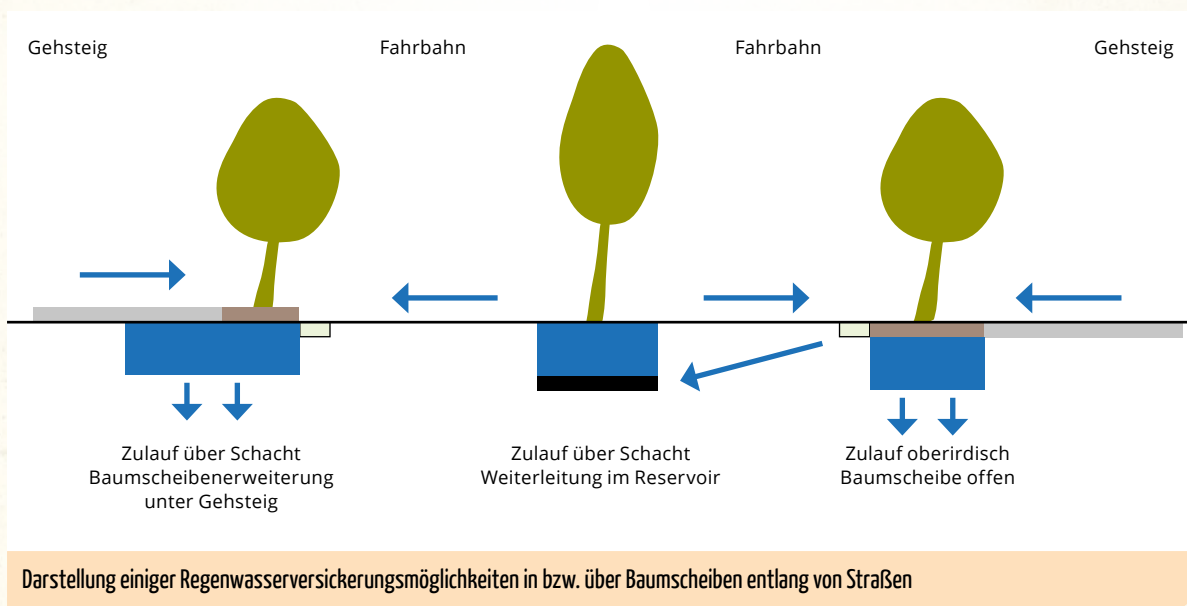 Gehsteig
Fahrbahn
Fahrbahn
Gehsteig
Zulauf über Schacht
Baumscheibenerweiterung
unter Gehsteig
Zulauf über Schacht
Weiterleitung im Reservoir
Zulauf oberirdisch
Baumscheibe offen
Darstellung einiger Regenwasserversickerungsmöglichkeiten in bzw. über Baumscheiben entlang von Straßen